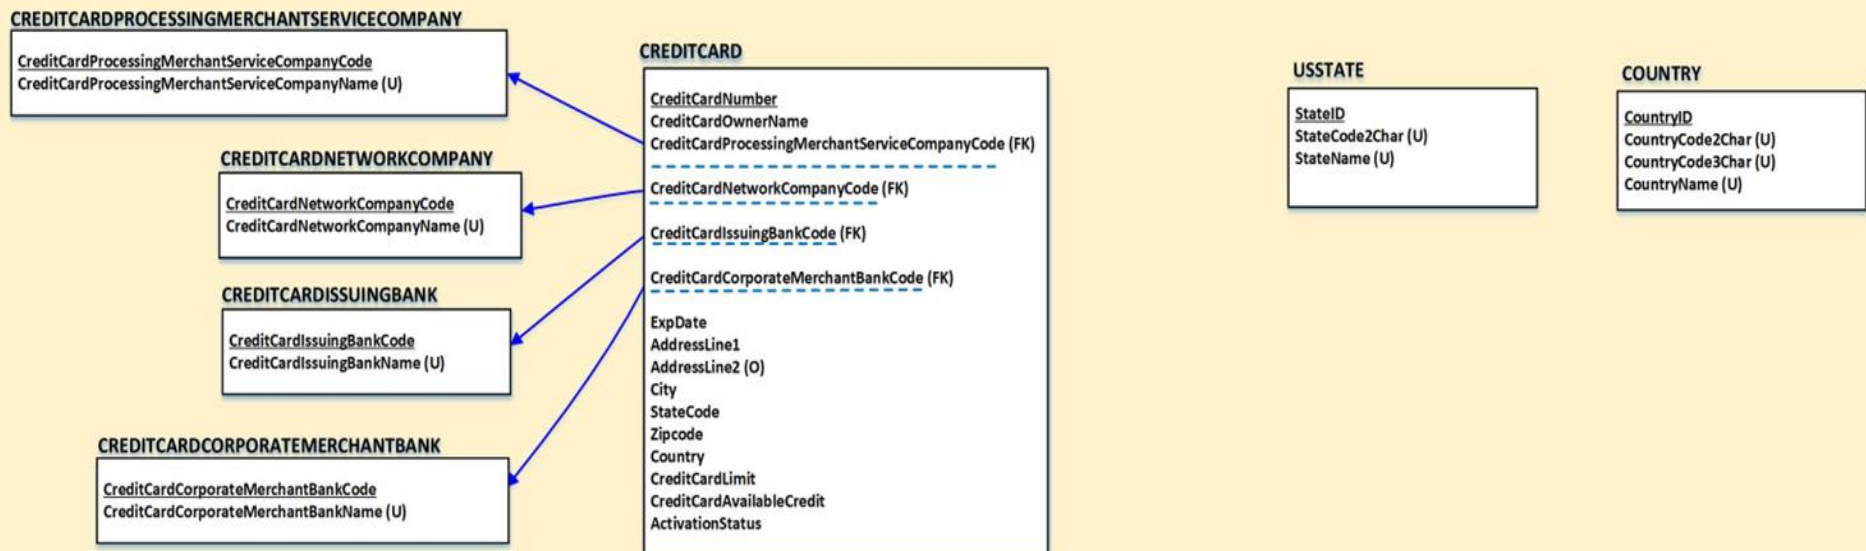 CREDITCARDPROCESSINGMERCHANTSERVICECOMPANY
CreditCardProcessingMerchantServiceCompanyCode
CreditCardProcessingMerchantServiceCompanyName (U)
CREDITCARDNETWORKCOMPANY
CreditCardNetworkCompanyCode
CreditCardNetworkCompanyName (U)
CREDITCARDISSUINGBANK
CreditCardIssuingBankCode
CreditCardIssuingBankName (U)
CREDITCARDCORPORATEMERCHANTBANK
CreditCardCorporateMerchantBankCode
CreditCardCorporateMerchantBankName (U)
CREDITCARD
CreditCardNumber
CreditCardOwnerName
CreditCardProcessingMerchantServiceCompanyCode (FK)
CreditCardNetworkCompanyCode (FK)
CreditCardIssuingBankCode (FK)
CreditCardCorporateMerchantBankCode (FK)
ExpDate
AddressLine1
AddressLine2 (O)
City
StateCode
Zipcode
Country
CreditCardLimit
CreditCardAvailableCredit
ActivationStatus
USSTATE
StateID
StateCode2Char (U)
StateName (U)
COUNTRY
CountryID
CountryCode2Char (U)
CountryCode3Char (U)
CountryName (U)